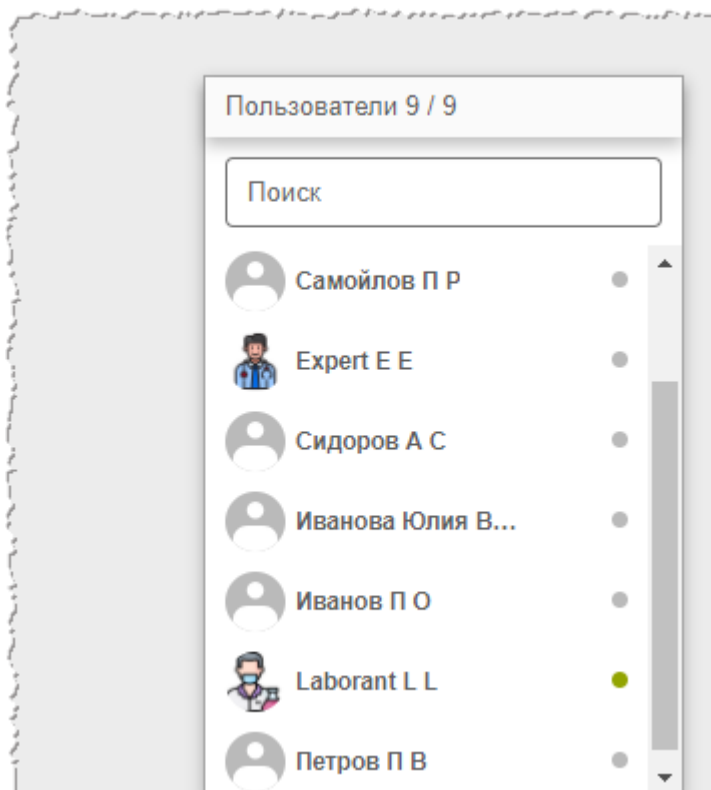 Пользователи 9 / 9
Поиск
Самойлов П Р
Expert E E
Сидоров А С
Иванова Юлия В...
Иванов П О
Laborant L L
Петров П В